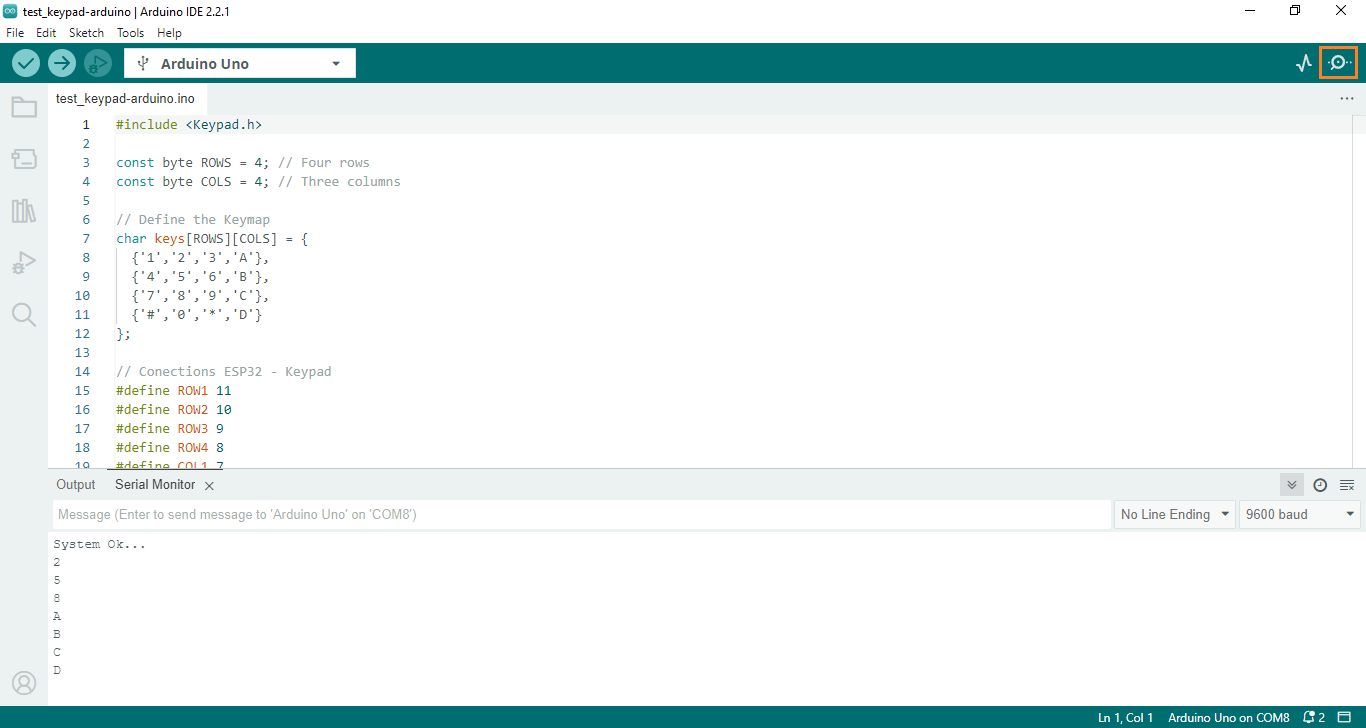 test_keypad-arduino | Arduino IDE 2.2.1
File Edit Sketch Tools Help
Arduino Uno
test_keypad-arduino.ino
1 #include <Keypad.h>
2
3 const byte ROWS = 4; // Four rows
4 const byte COLS = 4; // Three columns
5
6 // Define the Keymap
7 char keys[ROWS][COLS] = {
8 {'1','2','3','A'},
9 {'4','5','6','B'},
10 {'7','8','9','C'},
11 {'#','0','*','D'}
12 };
13
14 // Conections ESP32 - Keypad
15 #define ROW1 11
16 #define ROW2 10
17 #define ROW3 9
18 #define ROW4 8
19 #define COL1 7
Output Serial Monitor
Message (Enter to send message to 'Arduino Uno' on 'COM8') No Line Ending 9600 baud
System Ok...
2
5
8
A
B
C
D
Ln 1, Col 1 Arduino Uno on COM8 2